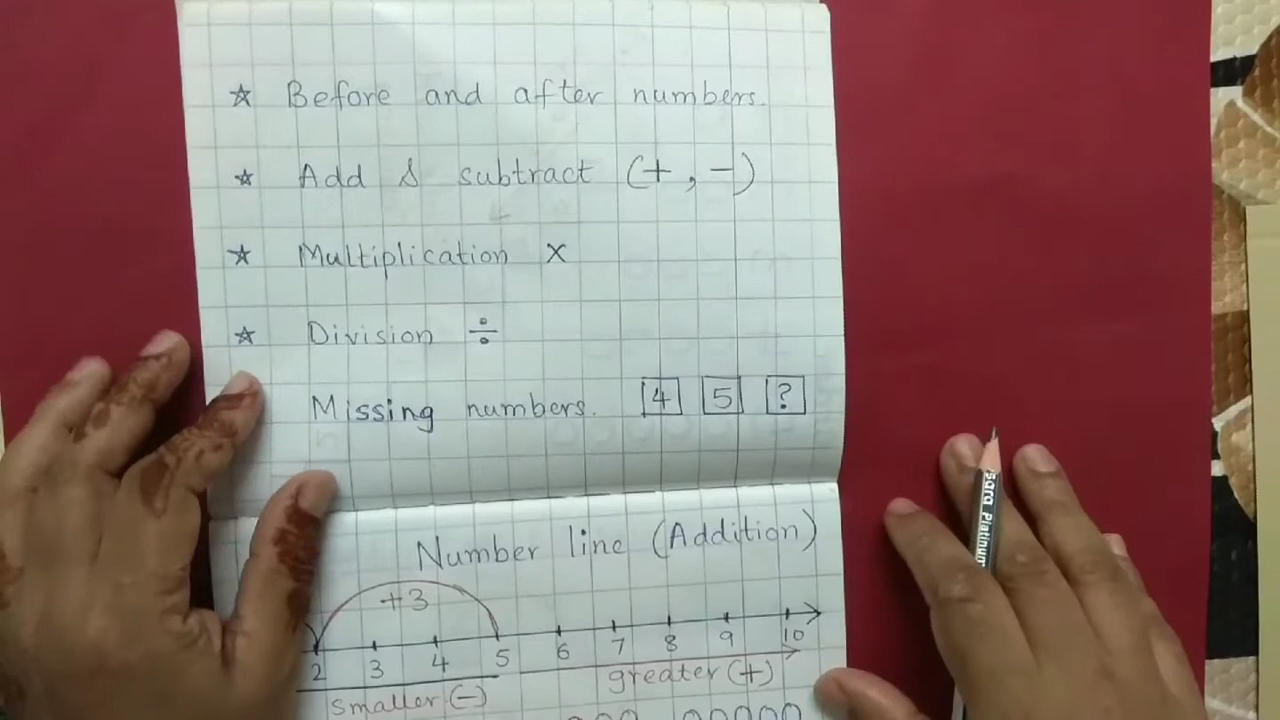 ☆ Before and after numbers.
☆ Add & subtract (+, -)
☆ Multiplication ×
☆ Division ÷
Missing numbers. 4 5 ?
Number line (Addition)
+3
2 3 4 5 6 7 8 9 10
smaller (-) greater (+)
Platinum